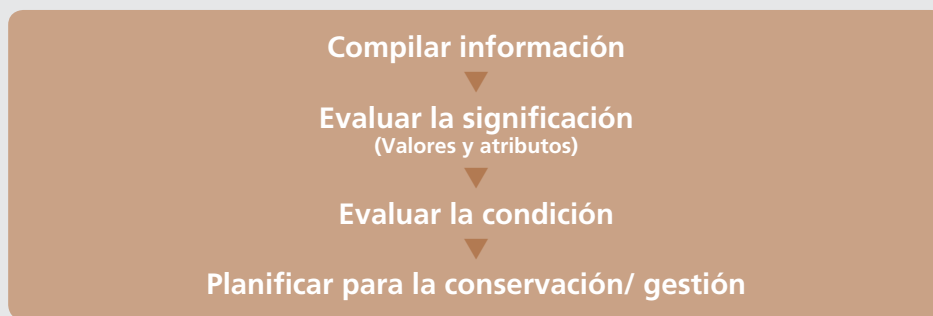 Compilar información
Evaluar la significación
(Valores y atributos)
Evaluar la condición
Planificar para la conservación/ gestión